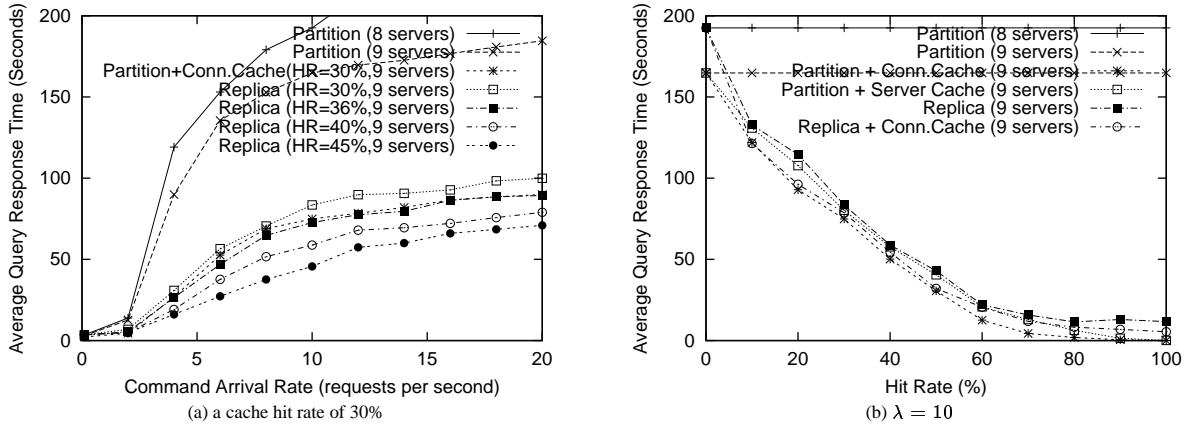 Average Query Response Time (Seconds)
200
150
100
50
0
0
5
10
15
20
Command Arrival Rate (requests per second)
Partition (8 servers)
Partition (9 servers)
Partition+Conn.Cache(HR=30%,9 servers)
Replica (HR=30%,9 servers)
Replica (HR=36%,9 servers)
Replica (HR=40%,9 servers)
Replica (HR=45%,9 servers)
(a) a cache hit rate of 30%
Average Query Response Time (Seconds)
200
150
100
50
0
0
20
40
60
80
100
Hit Rate (%)
Partition (8 servers)
Partition (9 servers)
Partition + Conn.Cache (9 servers)
Partition + Server Cache (9 servers)
Replica (9 servers)
Replica + Conn.Cache (9 servers)
(b) λ = 10